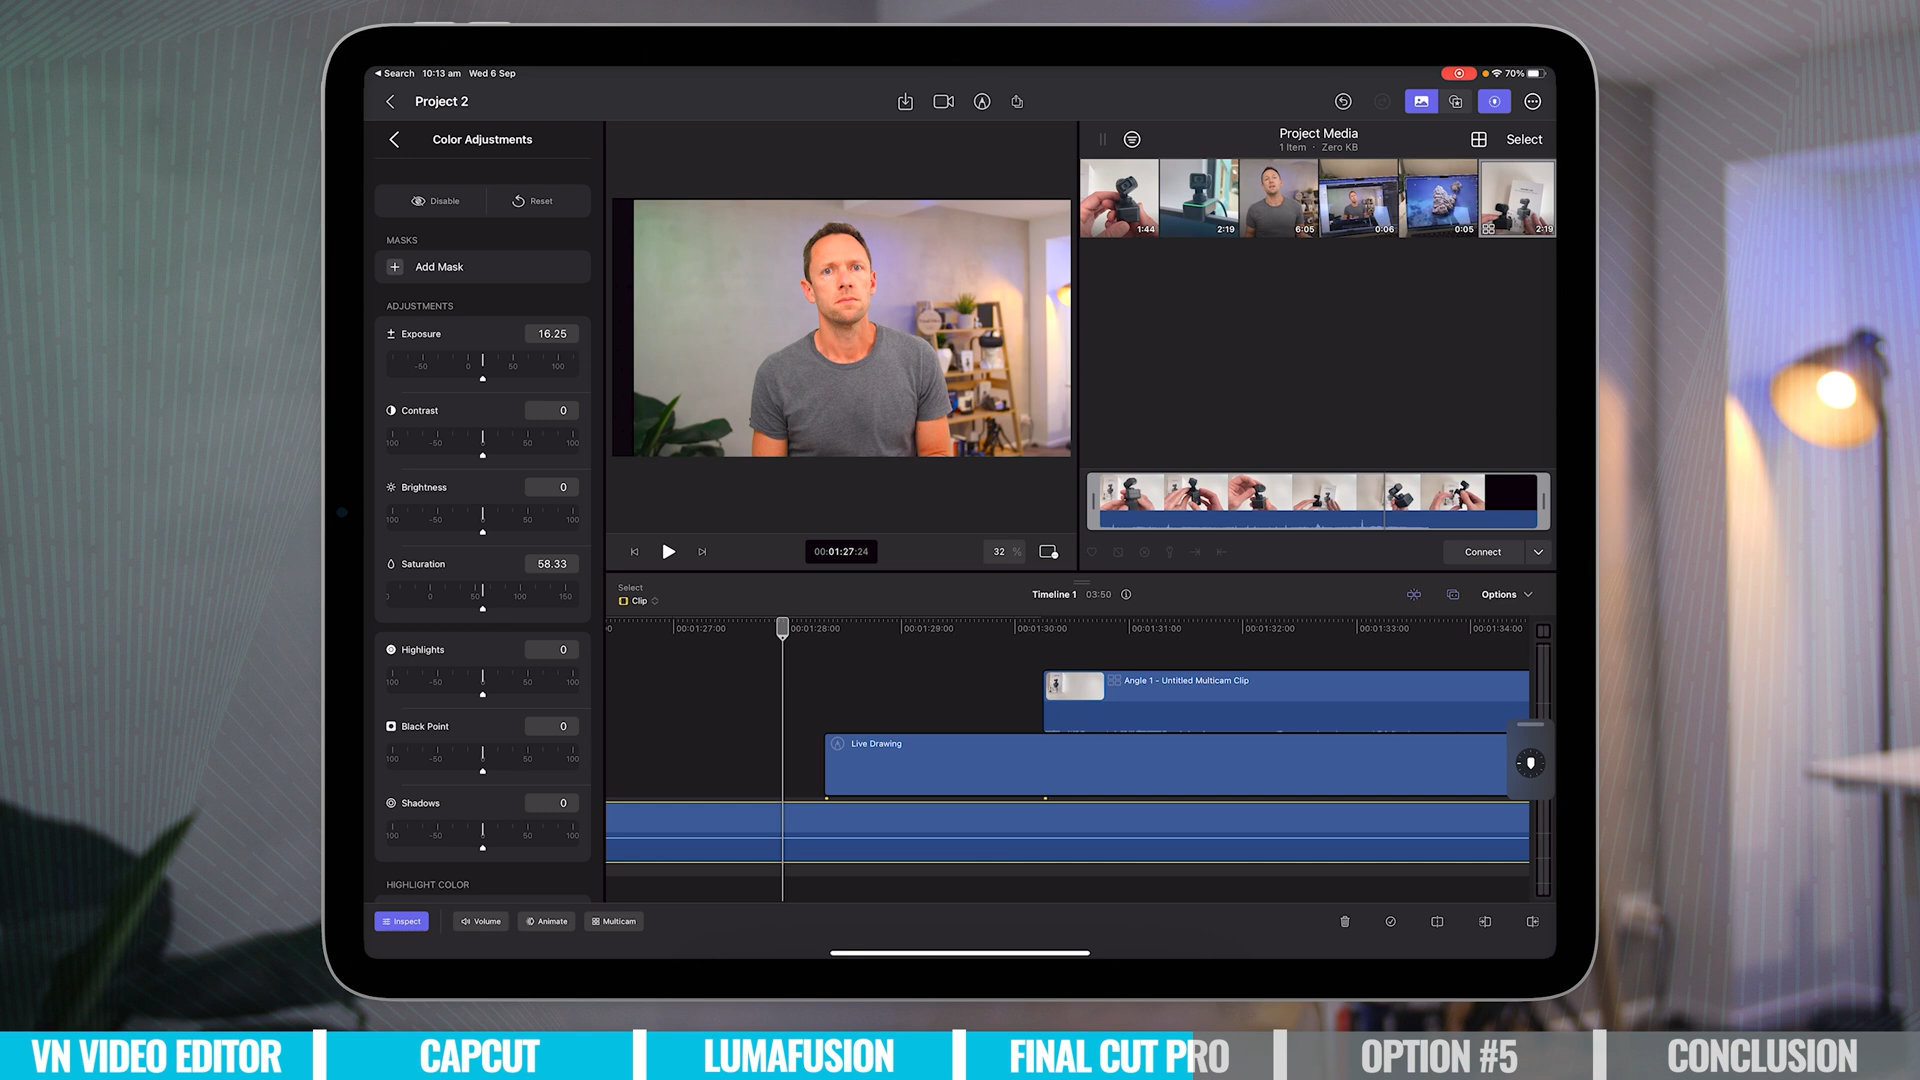 Search 10:13 am Wed 6 Sep
70%
Project 2
Color Adjustments
Disable Reset
MASKS
Add Mask
ADJUSTMENTS
Exposure 16.25
-50 0 50 100
Contrast 0
100 -50 0 50 100
Brightness 0
100 -50 0 50 100
Saturation 58.33
0 50 100 150
Highlights 0
100 -50 0 50 100
Black Point 0
100 -50 0 50 100
Shadows 0
100 -50 0 50 100
HIGHLIGHT COLOR
Inspect Volume Animate Multicam
00:01:27:24
32 %
Project Media
1 Item · Zero KB
Select
1:44 2:19 6:05 0:06 0:05 2:19
Connect
Select
Clip
Timeline 1 03:50
Options
00:01:27:00 00:01:28:00 00:01:29:00 00:01:30:00 00:01:31:00 00:01:32:00 00:01:33:00 00:01:34:00
Angle 1 - Untitled Multicam Clip
Live Drawing
VN VIDEO EDITOR CAPCUT LUMAFUSION FINAL CUT PRO OPTION #5 CONCLUSION